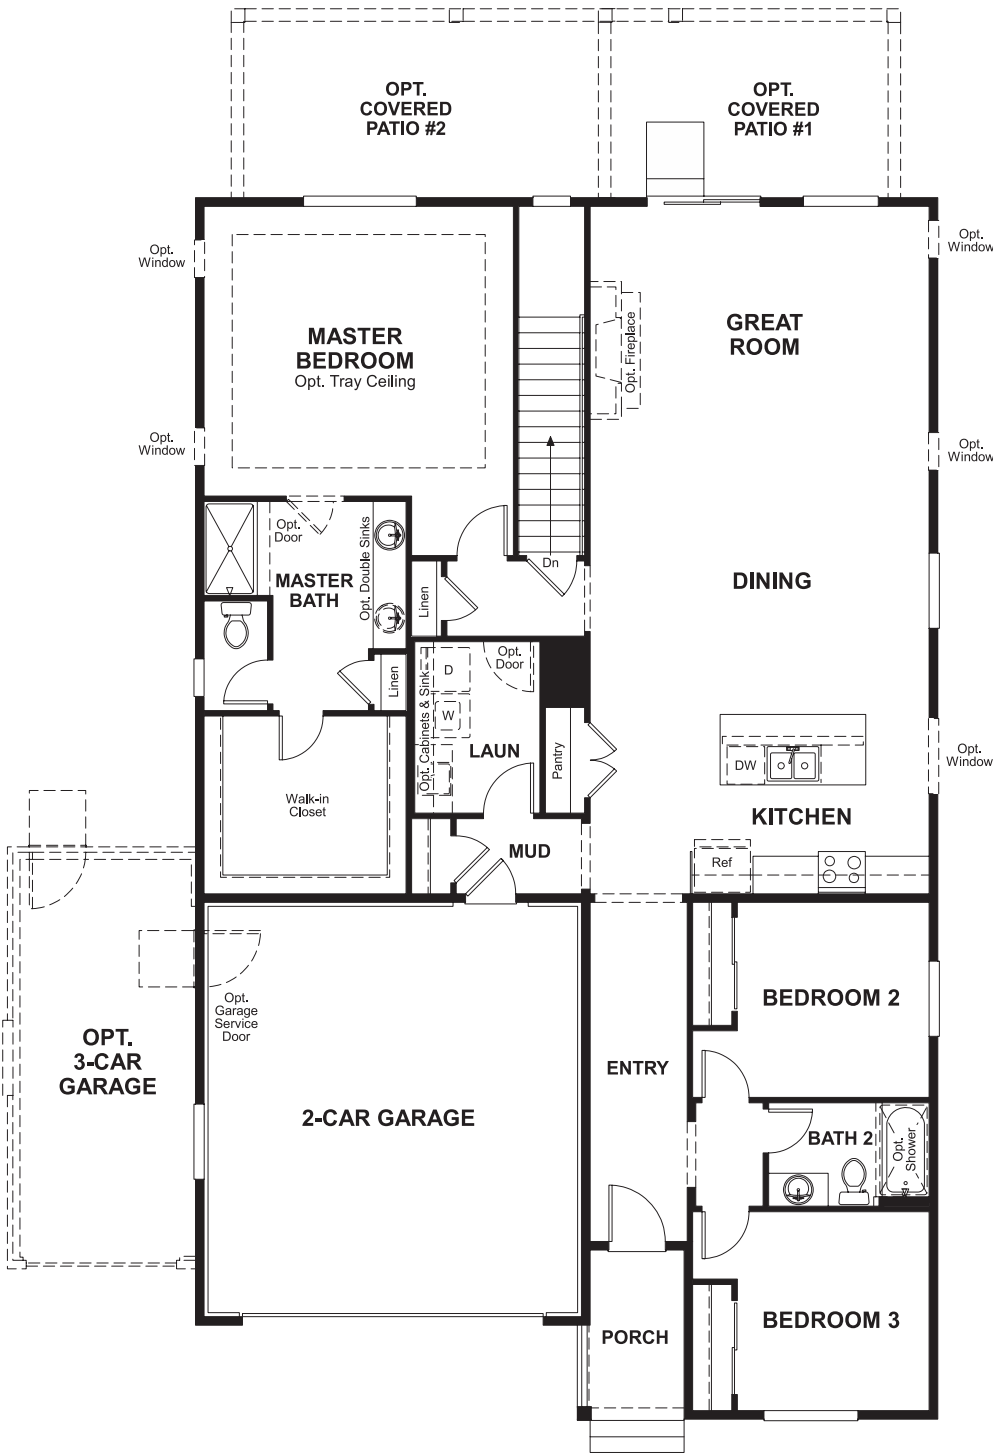 OPT.
COVERED
PATIO #2
OPT.
COVERED
PATIO #1
Opt.
Window
Opt.
Window
MASTER
BEDROOM
Opt. Tray Ceiling
Opt. Fireplace
GREAT
ROOM
Opt.
Window
Opt.
Window
Opt.
Door
Opt. Double Sinks
MASTER
BATH
Dn
Linen
DINING
Linen
Opt. Cabinets & Sink
D
W
Opt.
Door
LAUN
Pantry
DW
Opt.
Window
KITCHEN
Walk-in
Closet
MUD
Ref
Opt.
Garage
Service
Door
OPT.
3-CAR
GARAGE
2-CAR GARAGE
ENTRY
BEDROOM 2
BATH 2
Opt.
Shower
PORCH
BEDROOM 3